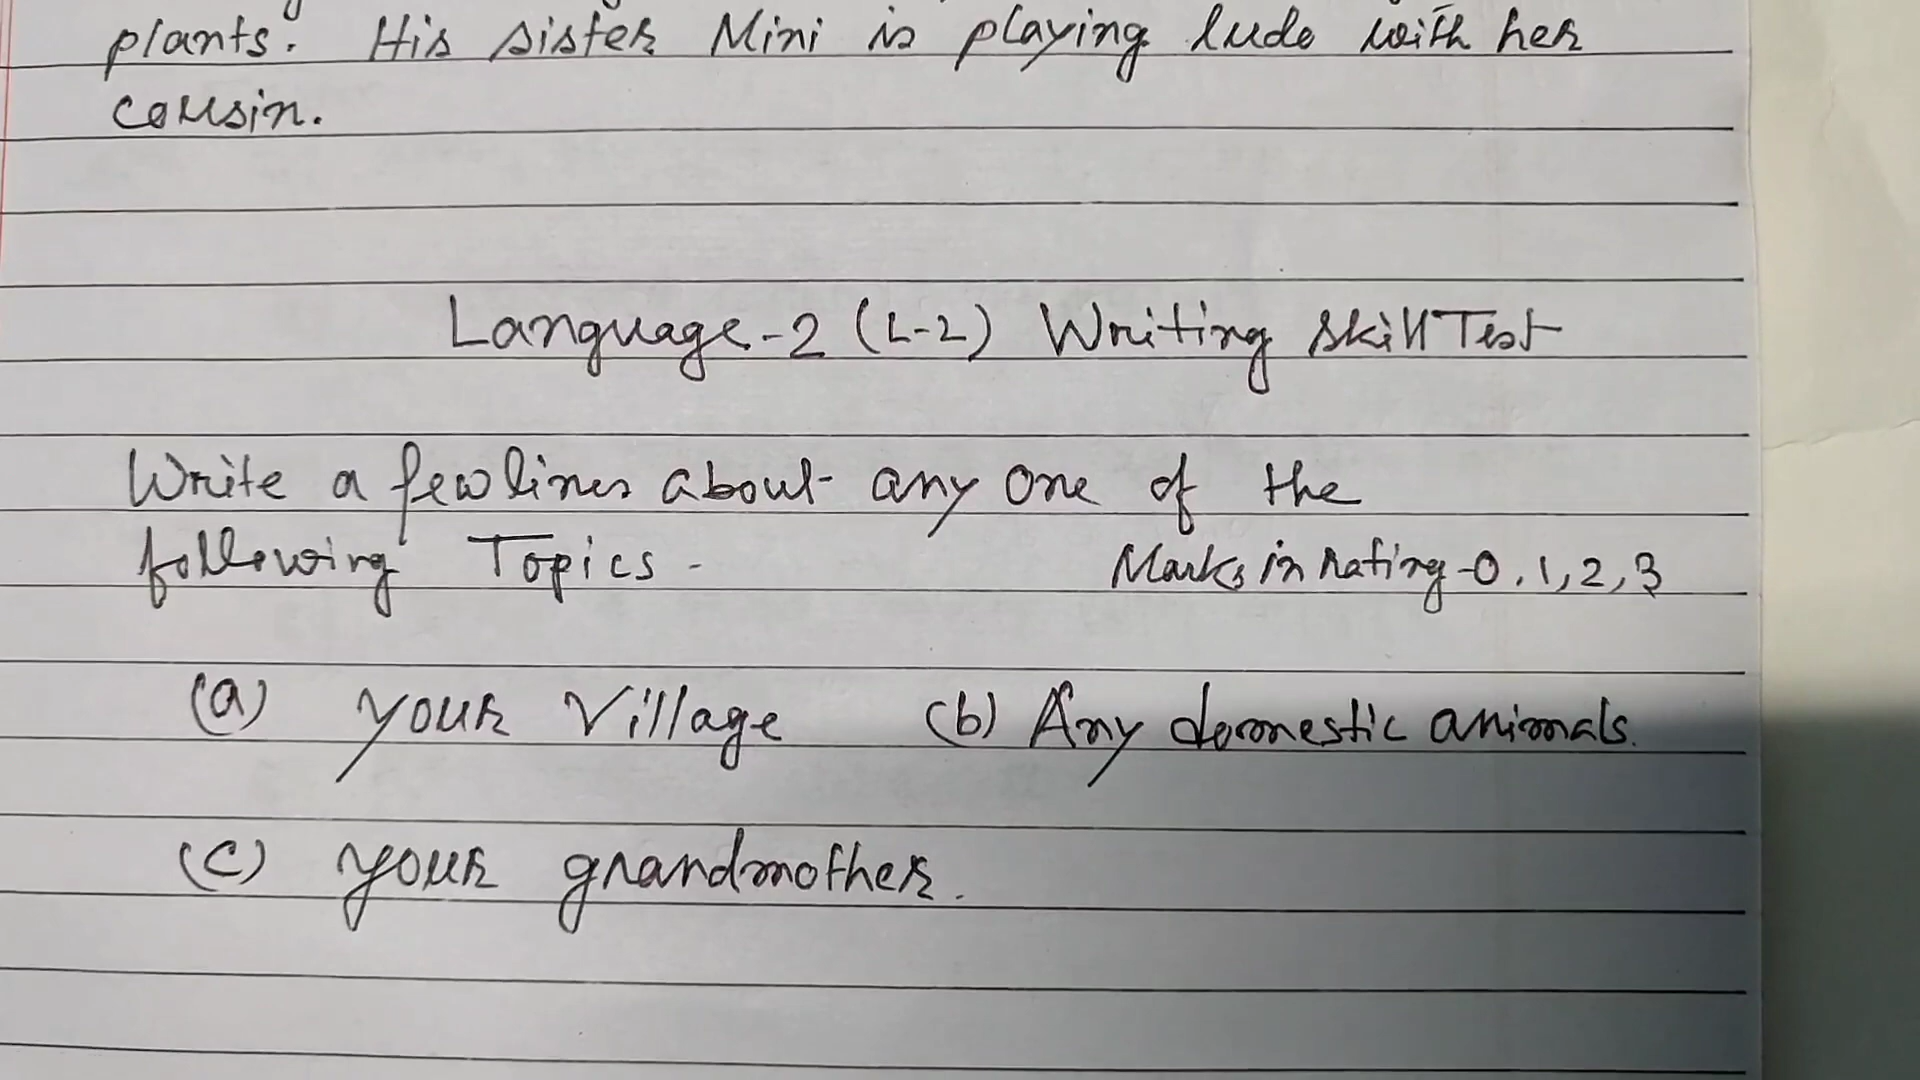 plants. His sister Mini is playing ludo with her
cousin.
Language-2 (L-2) Writing skill Test
Write a few lines about any one of the
following Topics -
Marks in rating-0, 1, 2, 3
(a) your Village (b) Any domestic animals.
(c) your grandmother.